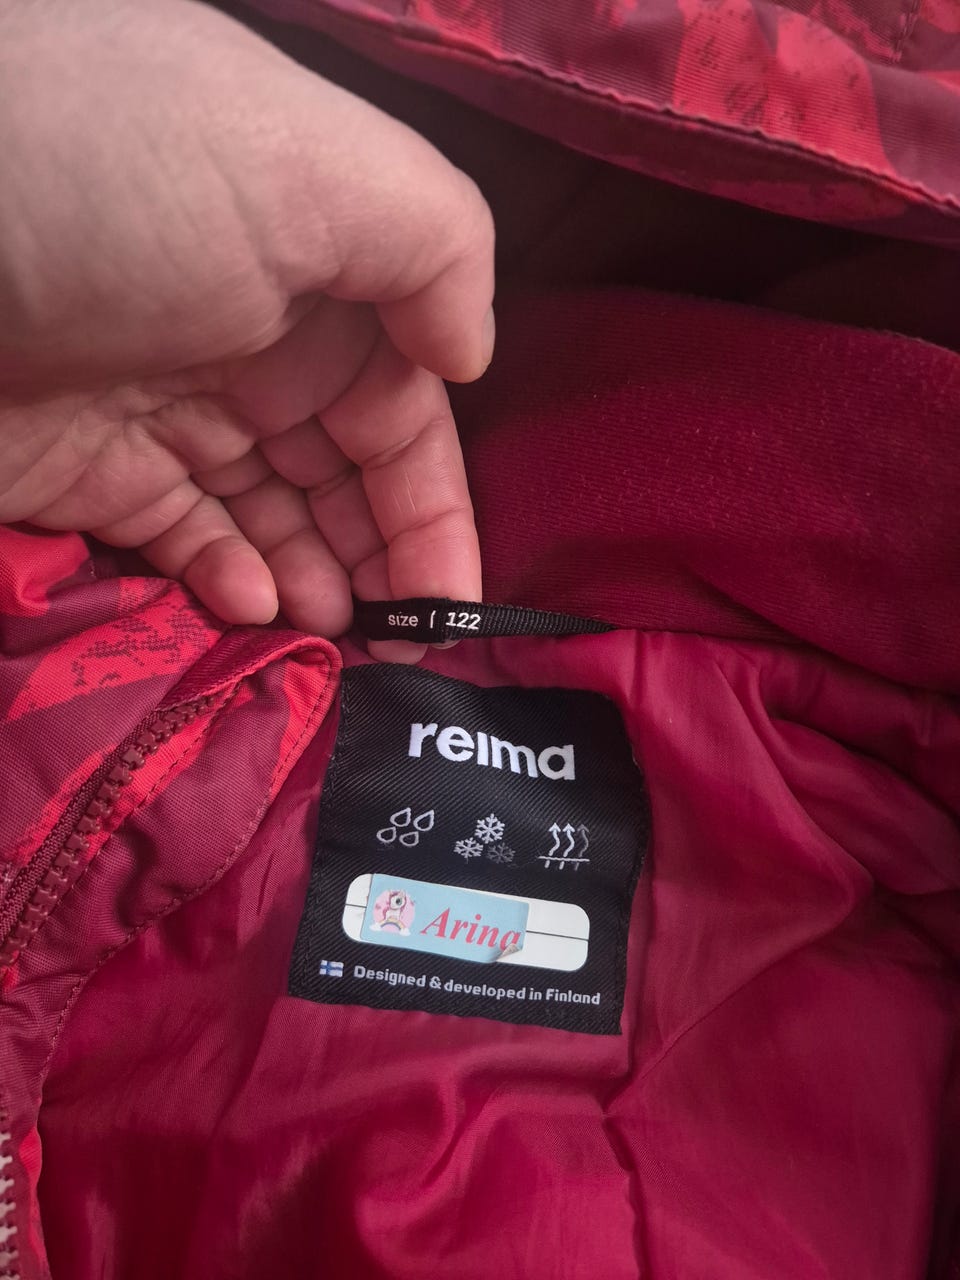 size | 122
reima
Arina
Designed & developed in Finland